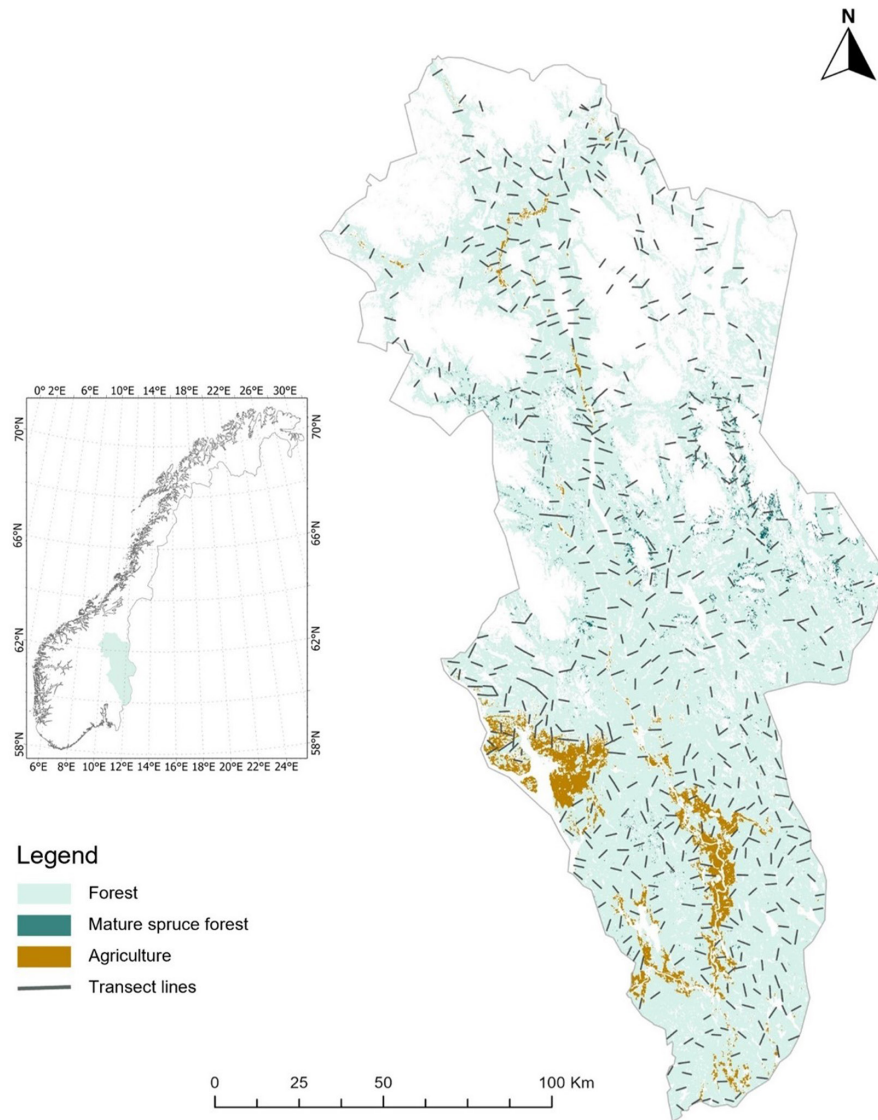 N
0° 2°E 6°E 10°E 14°E 18°E 22°E 26°E 30°E
70°N 70°N
66°N 66°N
62°N 62°N
58°N 58°N
6°E 8°E 10°E 12°E 14°E 16°E 18°E 20°E 22°E 24°E
Legend
Forest
Mature spruce forest
Agriculture
Transect lines
0 25 50 100 Km